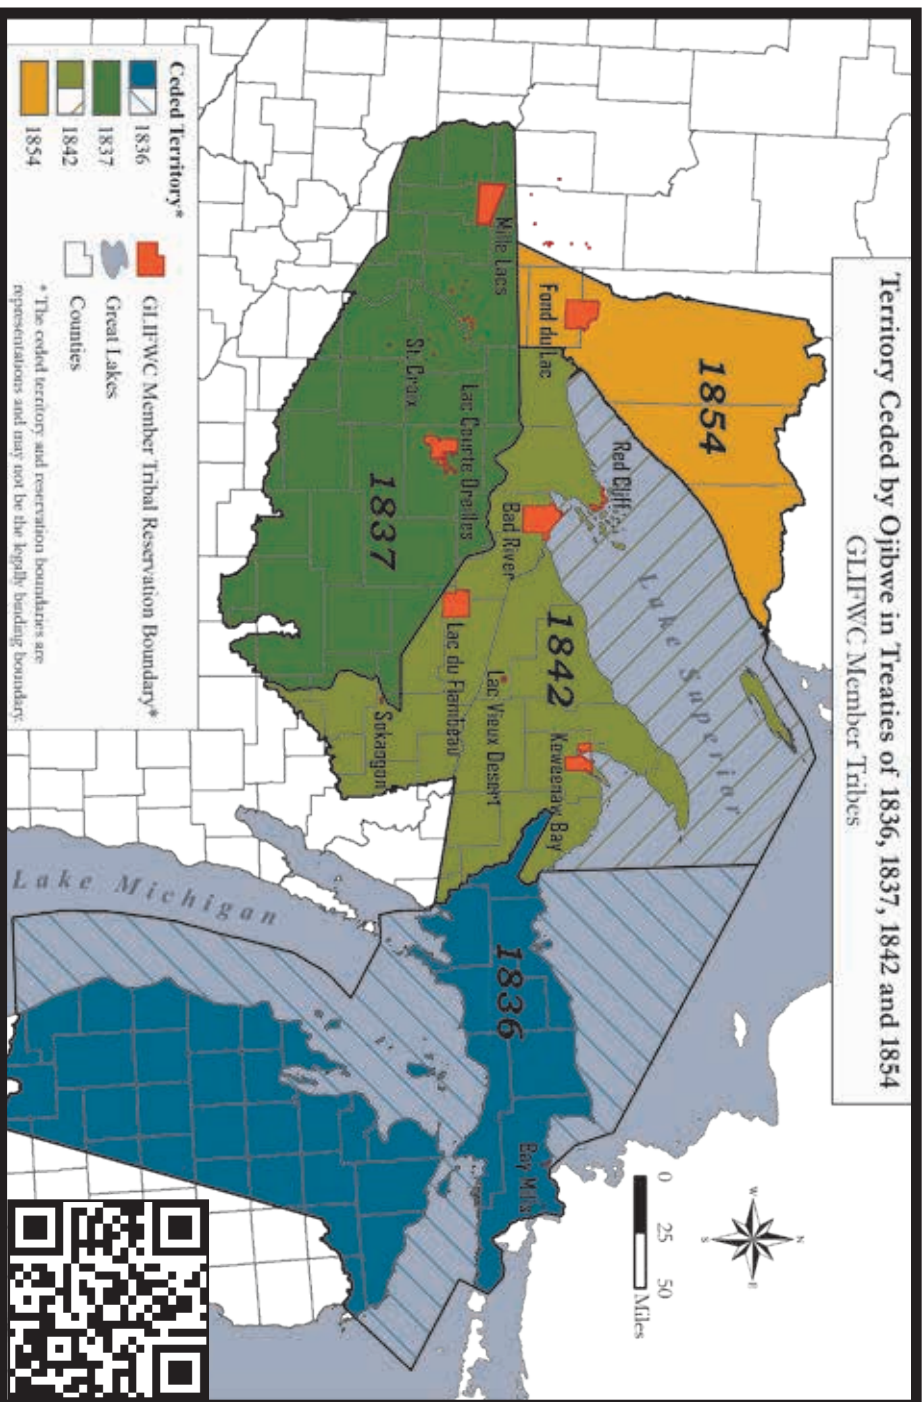 Territory Ceded by Ojibwe in Treaties of 1836, 1837, 1842 and 1854
GLIFWC Member Tribes
1854
Lake Superior
Red Cliff
Fond du Lac
Mille Lacs
Bad River
1842
Keweenaw Bay
Lac Vieux Desert
Lac du Flambeau
Lac Courte Oreilles
St. Croix
1837
Sokaogon
1836
Bay Mills
Lake Michigan
N
W
E
S
0 25 50
Miles
Ceded Territory*
1836
1837
1842
1854
GLIFWC Member Tribal Reservation Boundary*
Great Lakes
Counties
* The ceded territory and reservation boundaries are
representations and may not be the legally binding boundary.